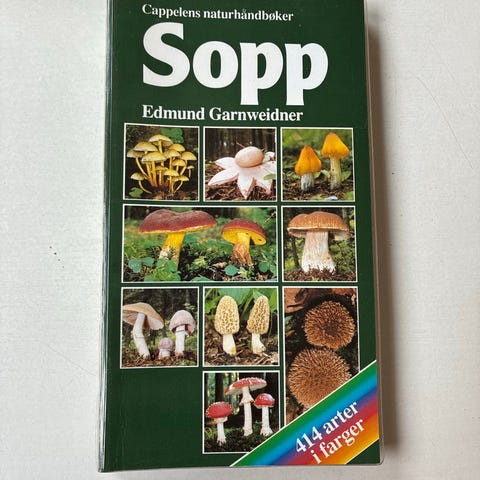 Cappelens naturhåndbøker
Sopp
Edmund Garnweidner
414 arter
i farger